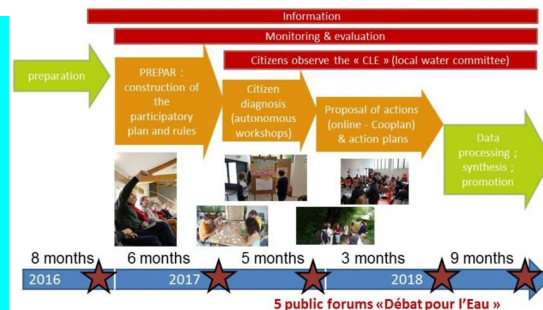 Information
Monitoring & evaluation
Citizens observe the « CLE » (local water committee)
preparation
PREPAR :
construction of
the
participatory
plan and rules
Citizen
diagnosis
(autonomous
workshops)
Proposal of actions
(online - Cooplan)
& action plans
Data
processing ;
synthesis ;
promotion
8 months
6 months
5 months
3 months
9 months
2016
2017
2018
5 public forums «Débat pour l'Eau »